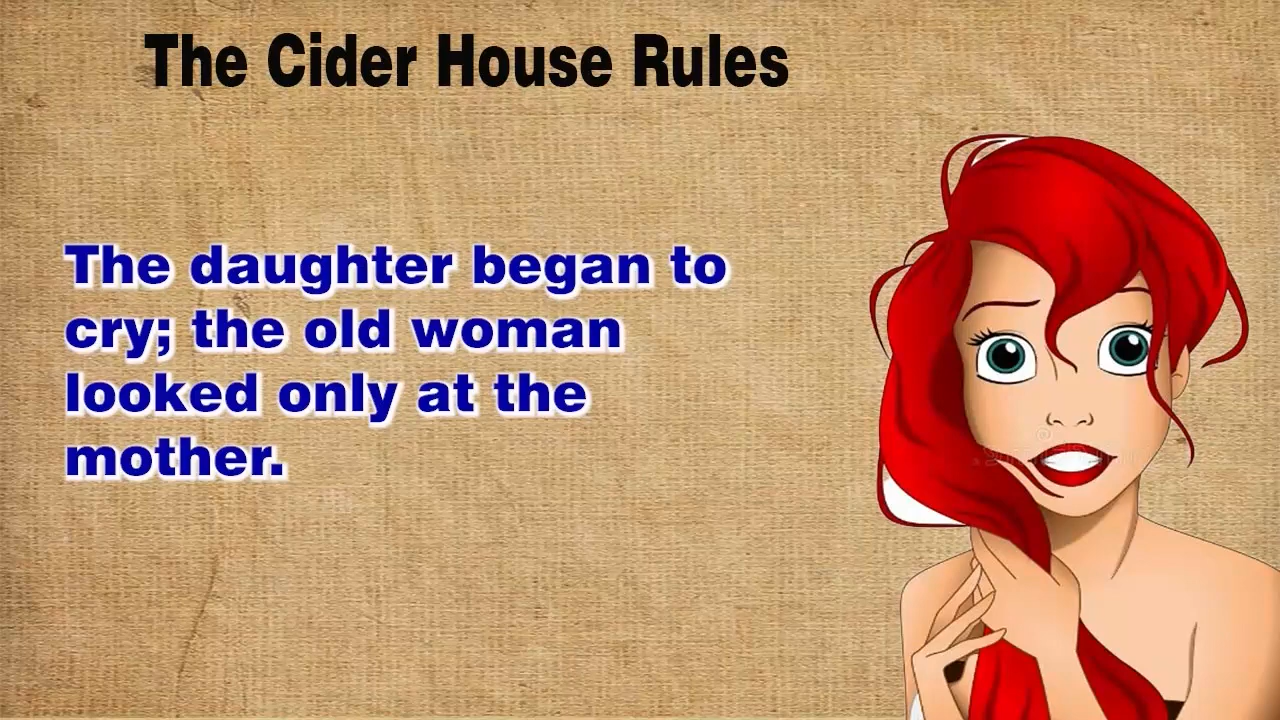 The Cider House Rules
The daughter began to
cry; the old woman
looked only at the
mother.